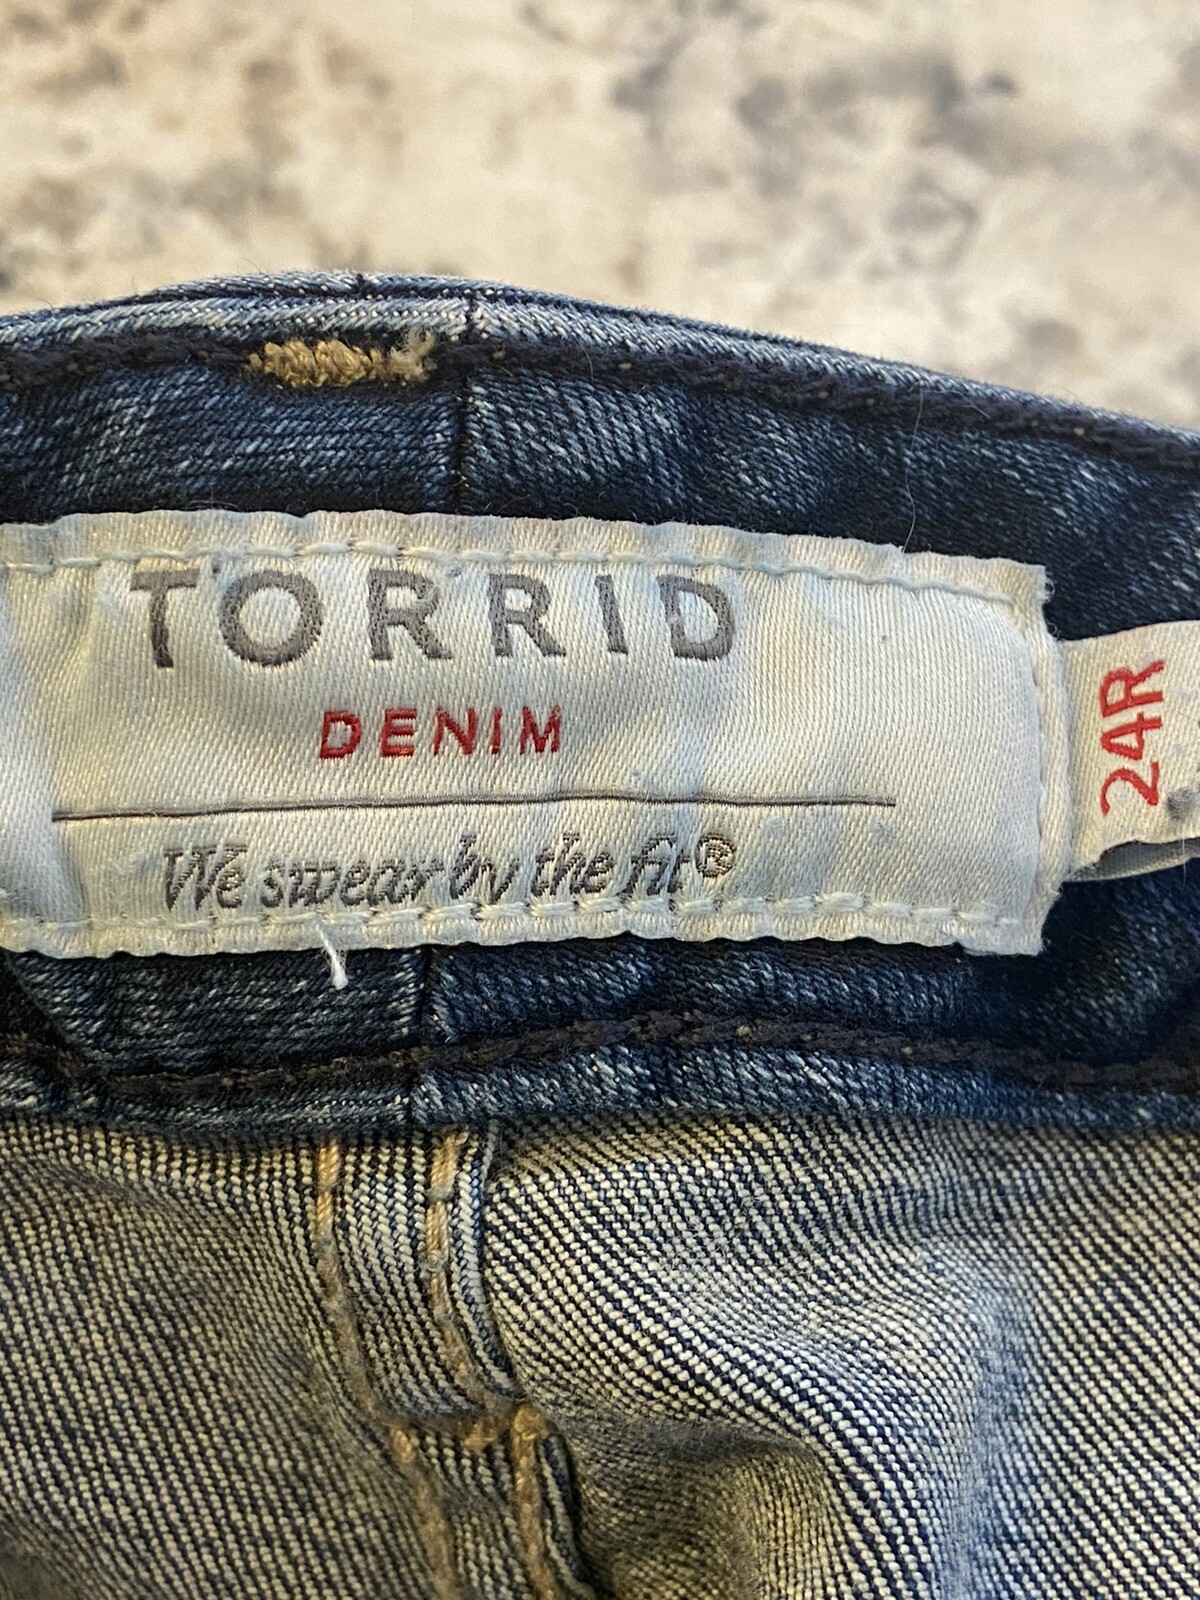 TORRID
DENIM
We swear by the fit®
24R